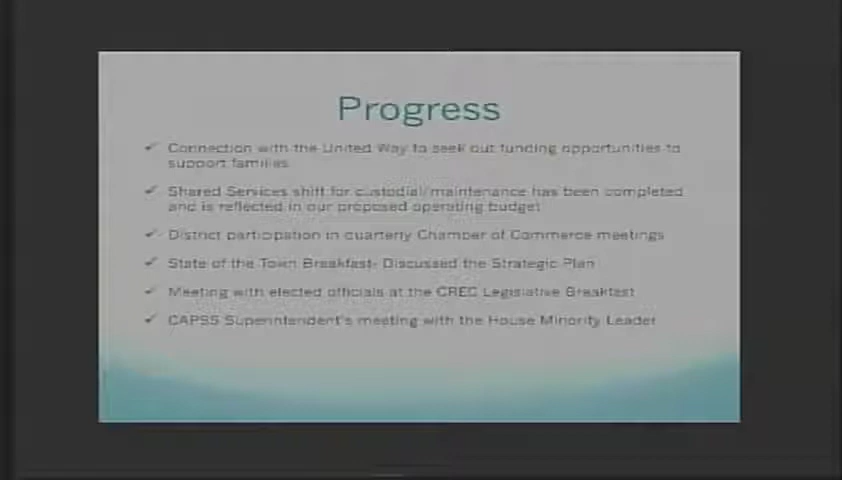 Progress
✓ Connection with the United Way to seek out funding opportunities to
support families
✓ Shared Services shift for custodial/maintenance has been completed
and is reflected in our proposed operating budget
✓ District participation in quarterly Chamber of Commerce meetings
✓ State of the Town Breakfast- Discussed the Strategic Plan
✓ Meeting with elected officials at the CREC Legislative Breakfast
✓ CAPSS Superintendent's meeting with the House Minority Leader